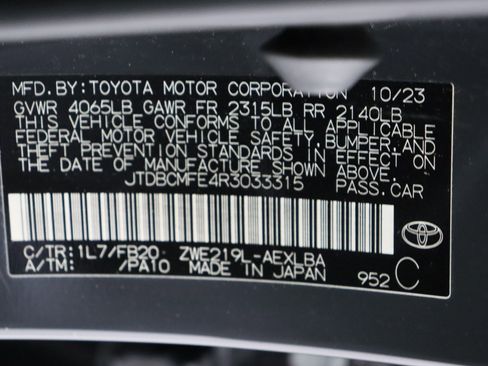 MFD.BY:TOYOTA MOTOR CORPORATION 10/23
GVWR 4065LB GAWR FR 2315LB RR 2140LB
THIS VEHICLE CONFORMS TO ALL APPLICABLE
FEDERAL MOTOR VEHICLE SAFETY,BUMPER,AND
THEFT PREVENTION STANDARDS IN EFFECT ON
THE DATE OF MANUFACTURE SHOWN ABOVE.
JTDBCMFE4R3033315 PASS.CAR
TOYOTA
C/TR:1L7/FB20 ZWE219L-AEXLBA
A/TM: /PA10 MADE IN JAPAN 952 C